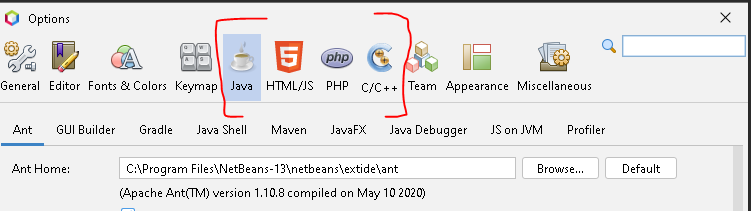 Options
General Editor Fonts & Colors Keymap Java HTML/JS PHP C/C++ Team Appearance Miscellaneous
Ant GUI Builder Gradle Java Shell Maven JavaFX Java Debugger JS on JVM Profiler
Ant Home: C:\Program Files\NetBeans-13\netbeans\extide\ant Browse... Default
(Apache Ant(TM) version 1.10.8 compiled on May 10 2020)